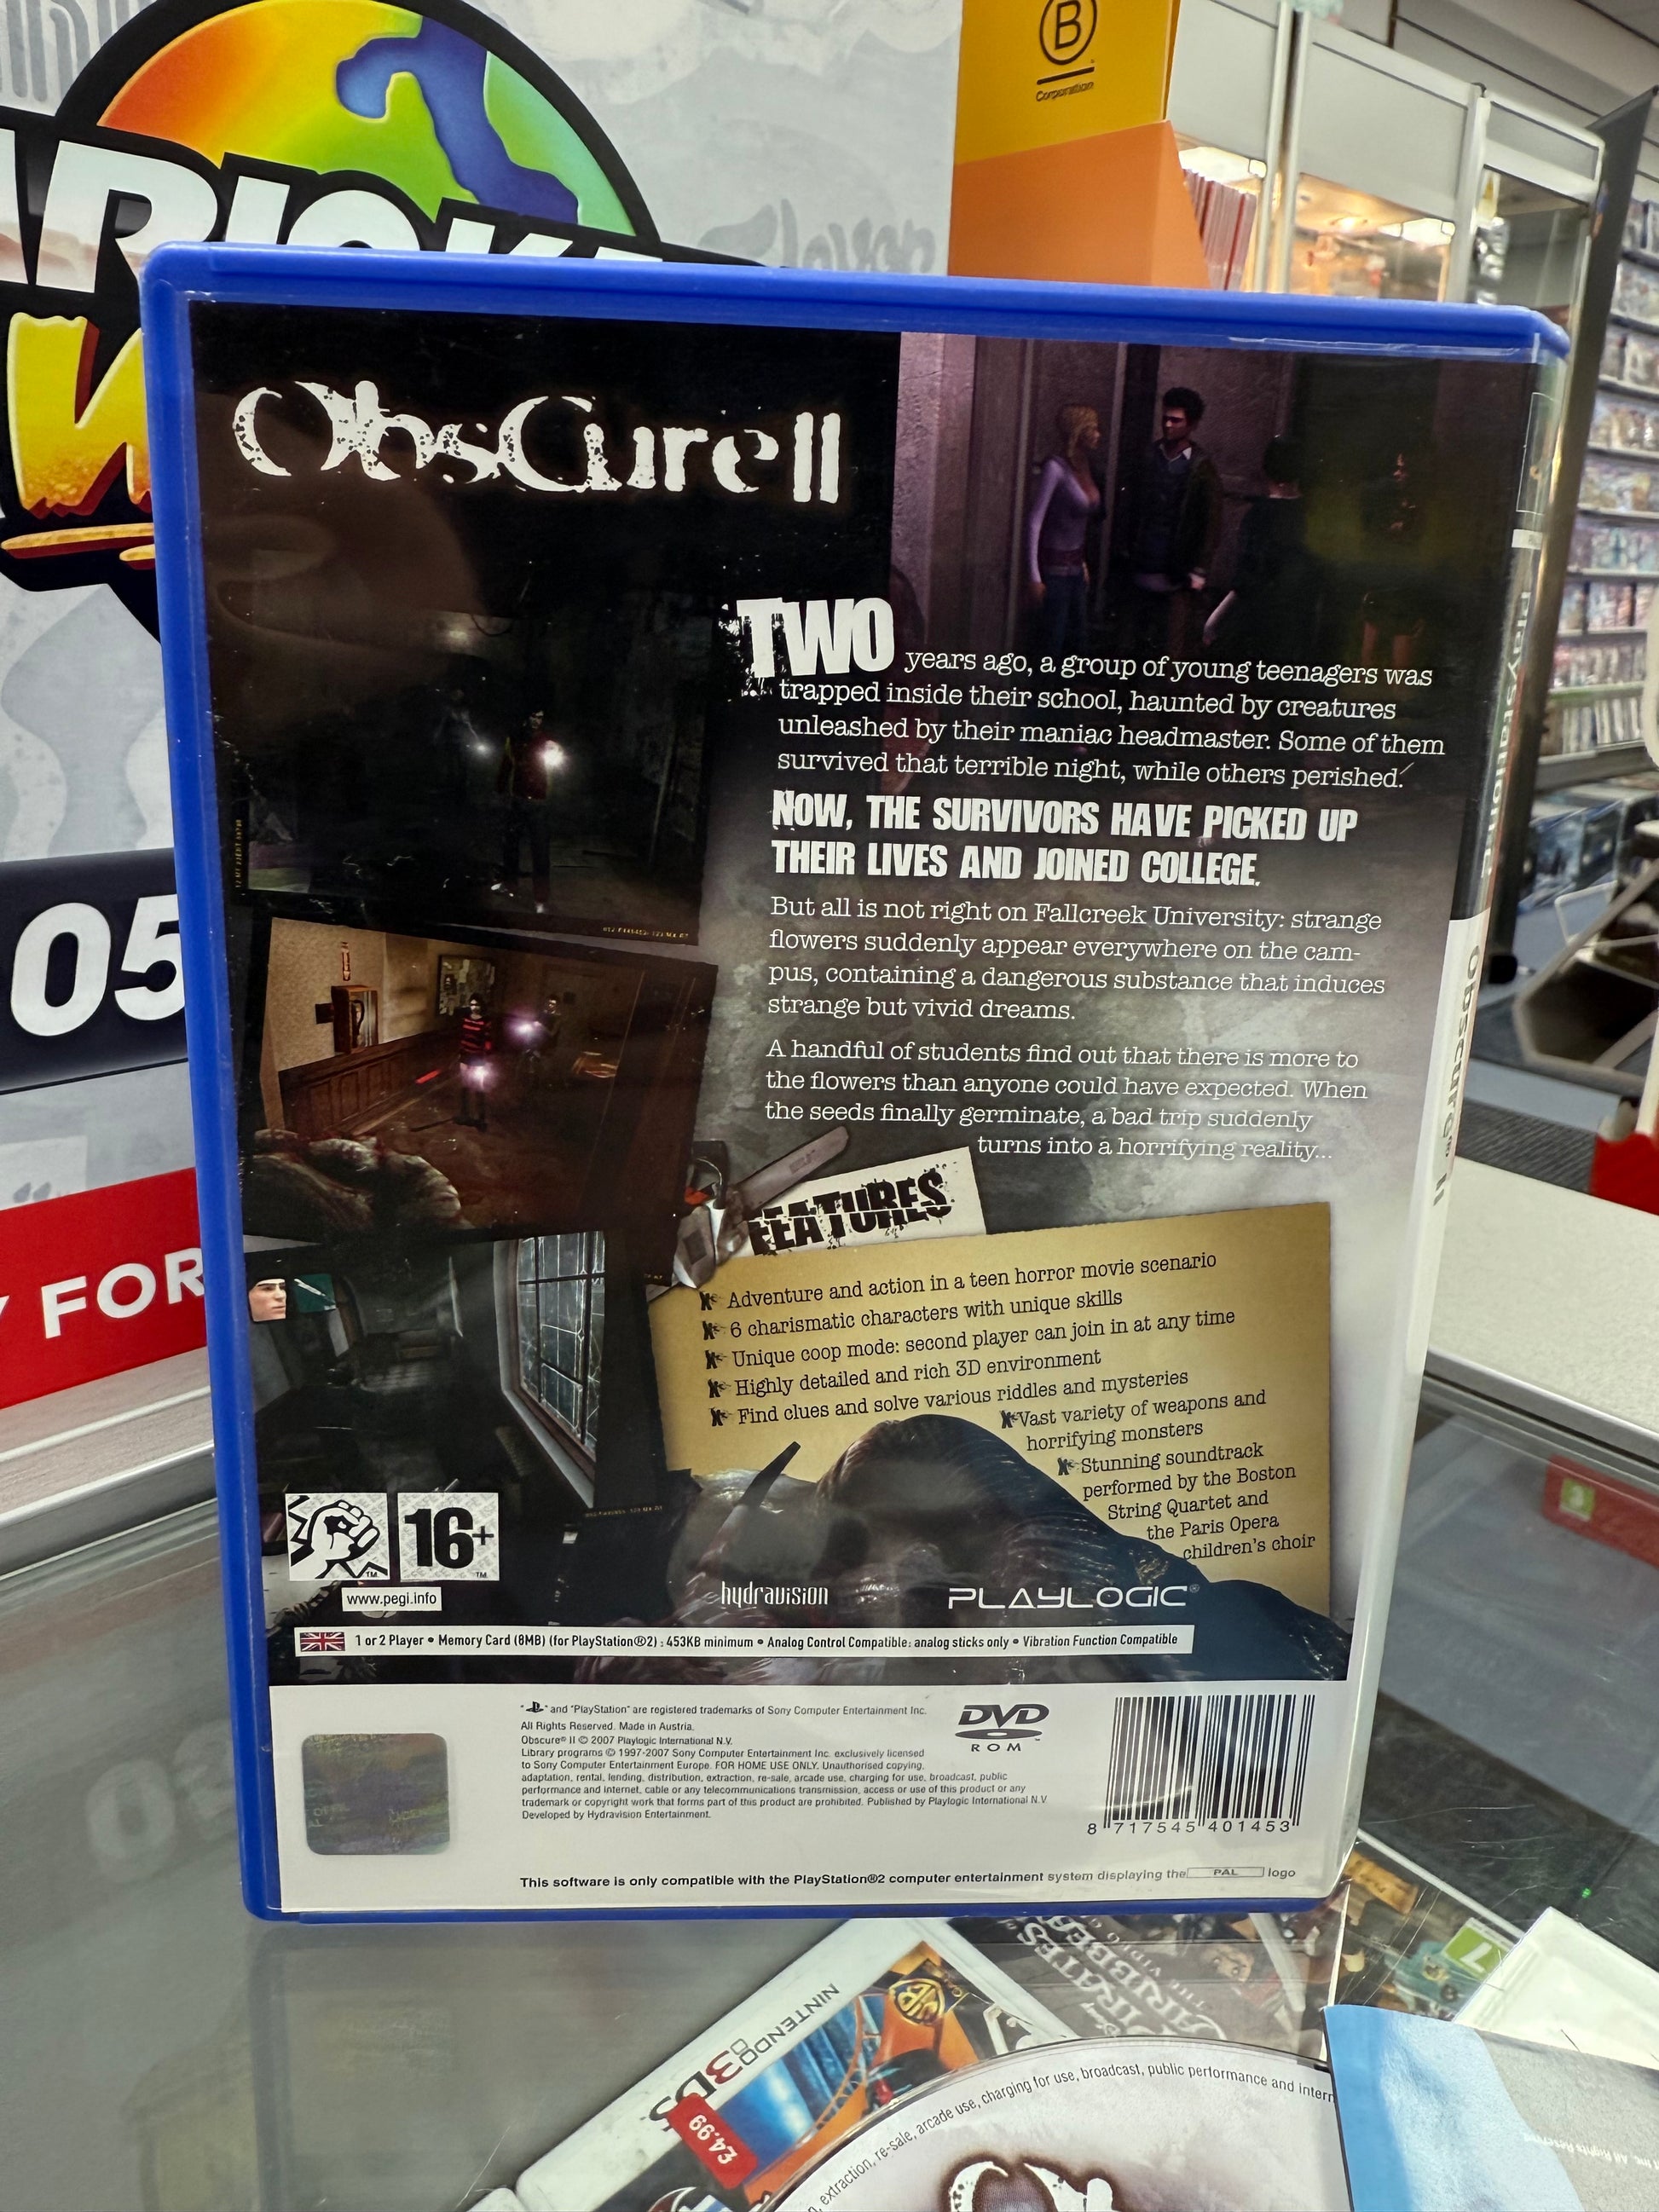 B
Corporation
ObsCure II
TWO years ago, a group of young teenagers was
trapped inside their school, haunted by creatures
unleashed by their maniac headmaster. Some of them
survived that terrible night, while others perished.
NOW, THE SURVIVORS HAVE PICKED UP
THEIR LIVES AND JOINED COLLEGE.
But all is not right on Fallcreek University: strange
flowers suddenly appear everywhere on the cam-
pus, containing a dangerous substance that induces
strange but vivid dreams.
A handful of students find out that there is more to
the flowers than anyone could have expected. When
the seeds finally germinate, a bad trip suddenly
turns into a horrifying reality...
FEATURES
Adventure and action in a teen horror movie scenario
6 charismatic characters with unique skills
Unique coop mode: second player can join in at any time
Highly detailed and rich 3D environment
Find clues and solve various riddles and mysteries
Vast variety of weapons and
horrifying monsters
Stunning soundtrack
performed by the Boston
String Quartet and
the Paris Opera
children's choir
16+
www.pegi.info
hydravision
PLAYLOGIC®
1 or 2 Player • Memory Card (8MB) (for PlayStation®2) : 453KB minimum • Analog Control Compatible: analog sticks only • Vibration Function Compatible
" " and "PlayStation" are registered trademarks of Sony Computer Entertainment Inc.
All Rights Reserved. Made in Austria.
Obscure® II © 2007 Playlogic International N.V.
Library programs © 1997-2007 Sony Computer Entertainment Inc. exclusively licensed
to Sony Computer Entertainment Europe. FOR HOME USE ONLY. Unauthorised copying,
adaptation, rental, lending, distribution, extraction, re-sale, arcade use, charging for use, broadcast, public
performance and internet, cable or any telecommunications transmission, access or use of this product or any
trademark or copyright work that forms part of this product are prohibited. Published by Playlogic International N.V
Developed by Hydravision Entertainment.
DVD
ROM
8 717545 401453
This software is only compatible with the PlayStation®2 computer entertainment system displaying the PAL logo
PlayStation
Obscure® II
05
FOR
NINTENDO 3DS
£4.99
WB
7
extraction, re-sale, arcade use, charging for use, broadcast, public performance and intern